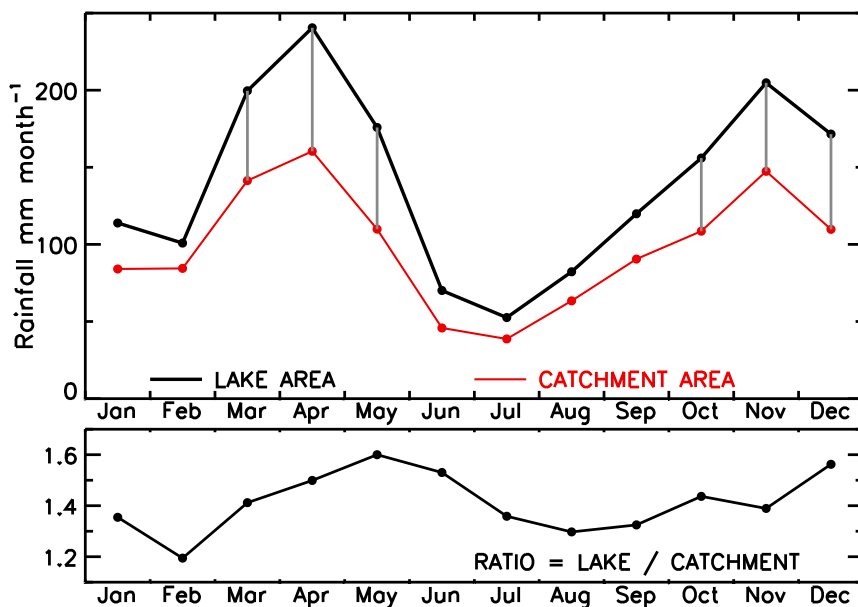 Rainfall mm month⁻¹
200
100
0
LAKE AREA CATCHMENT AREA
Jan Feb Mar Apr May Jun Jul Aug Sep Oct Nov Dec
1.6
1.4
1.2
RATIO = LAKE / CATCHMENT
Jan Feb Mar Apr May Jun Jul Aug Sep Oct Nov Dec